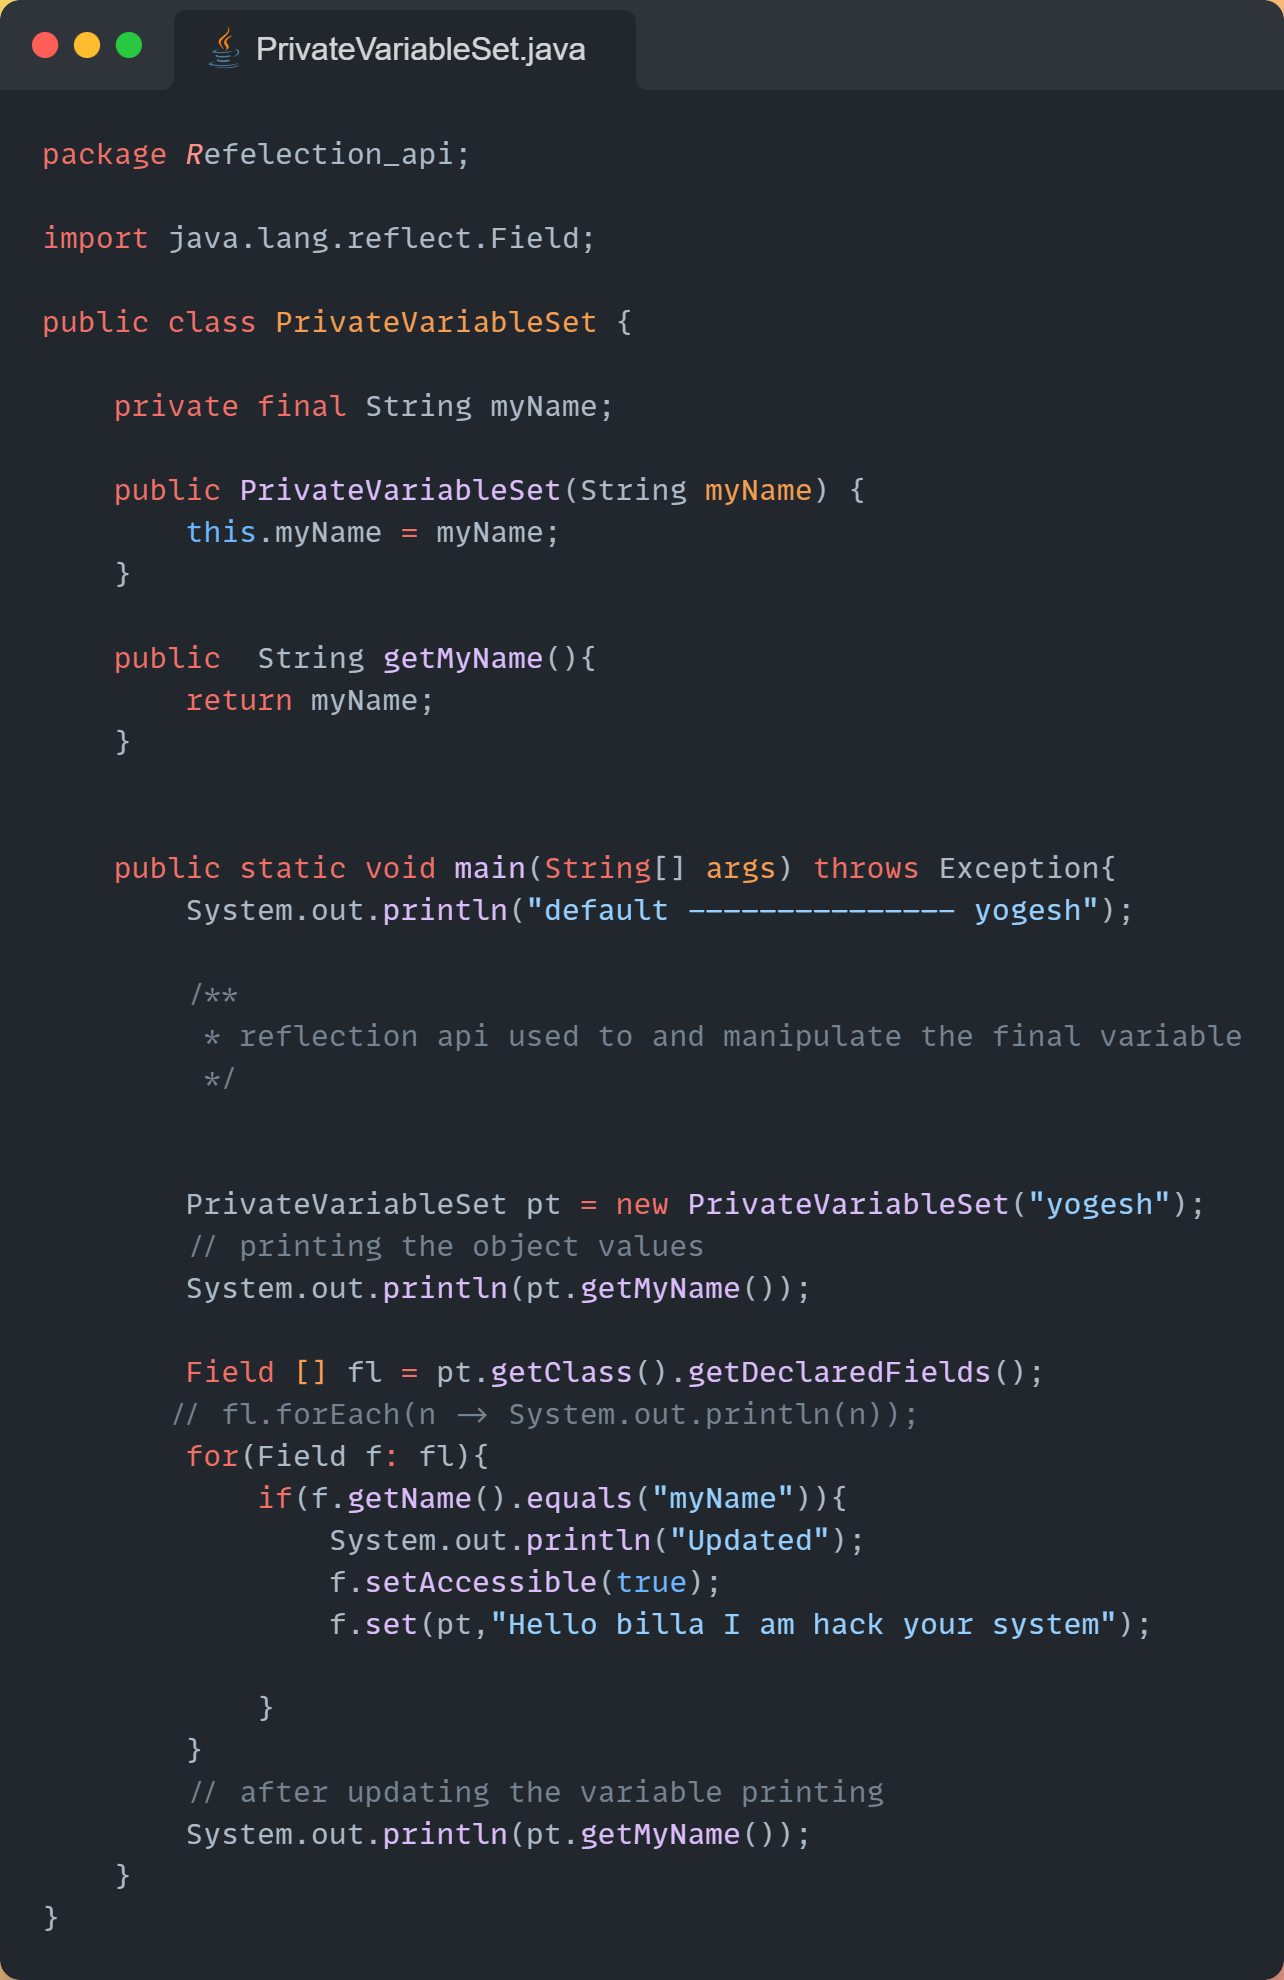 PrivateVariableSet.java
package Refelection_api;
import java.lang.reflect.Field;
public class PrivateVariableSet {
    private final String myName;
    public PrivateVariableSet(String myName) {
        this.myName = myName;
    }
    public  String getMyName(){
        return myName;
    }
    public static void main(String[] args) throws Exception{
        System.out.println("default --------------- yogesh");
        /**
         * reflection api used to and manipulate the final variable
         */
        PrivateVariableSet pt = new PrivateVariableSet("yogesh");
        // printing the object values
        System.out.println(pt.getMyName());
        Field [] fl = pt.getClass().getDeclaredFields();
       // fl.forEach(n -> System.out.println(n));
        for(Field f: fl){
            if(f.getName().equals("myName")){
                System.out.println("Updated");
                f.setAccessible(true);
                f.set(pt,"Hello billa I am hack your system");
            }
        }
        // after updating the variable printing
        System.out.println(pt.getMyName());
    }
}